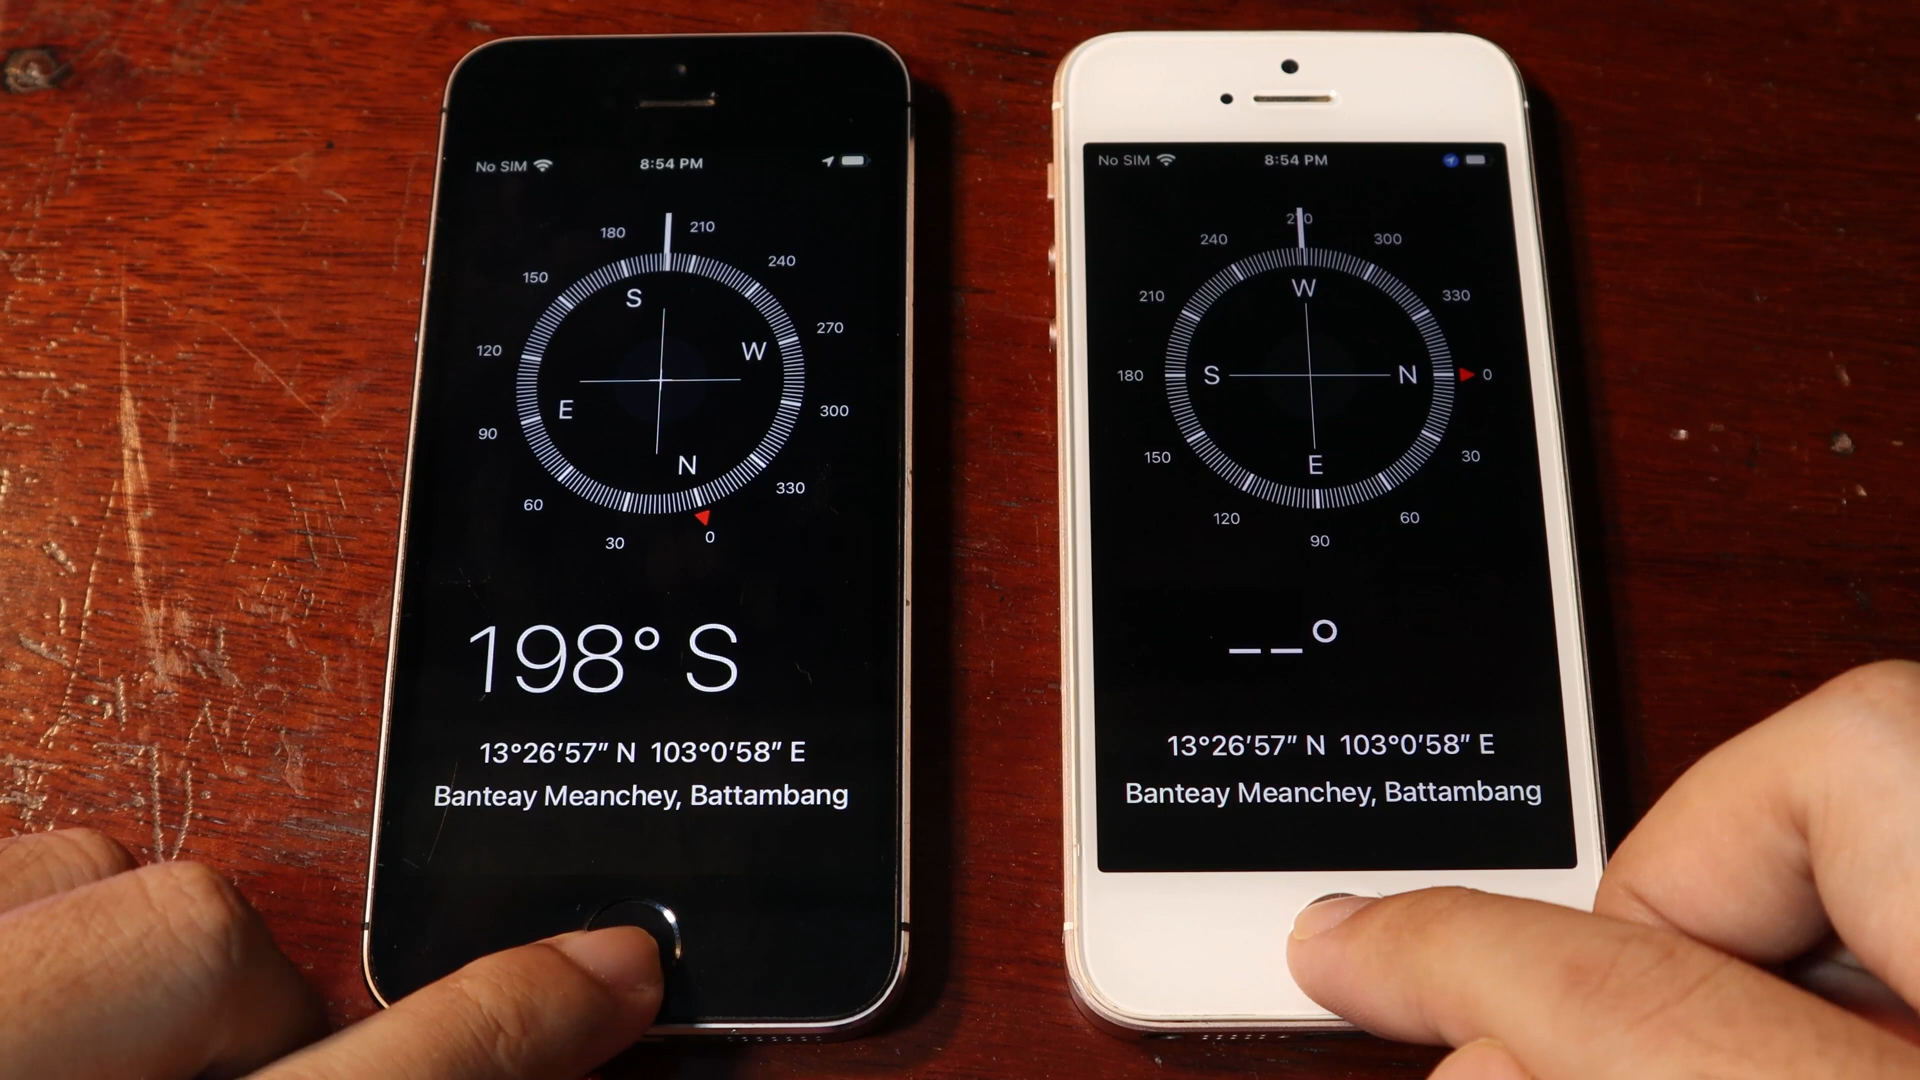 No SIM 8:54 PM
180 210
150 240
S
120 270
W
E
90 300
N
60 330
30 0
198° S
13°26′57″ N 103°0′58″ E
Banteay Meanchey, Battambang
No SIM 8:54 PM
270
240 300
W
210 330
180 S N 0
150 30
E
120 60
90
__°
13°26′57″ N 103°0′58″ E
Banteay Meanchey, Battambang